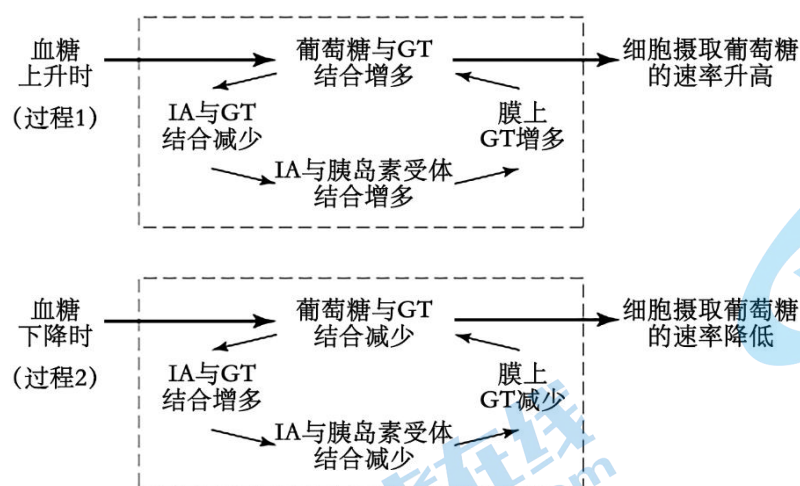 血糖
上升时
(过程1)
葡萄糖与GT
结合增多
细胞摄取葡萄糖
的速率升高
IA与GT
结合减少
膜上
GT增多
IA与胰岛素受体
结合增多
血糖
下降时
(过程2)
葡萄糖与GT
结合减少
细胞摄取葡萄糖
的速率降低
IA与GT
结合增多
膜上
GT减少
IA与胰岛素受体
结合减少
在线